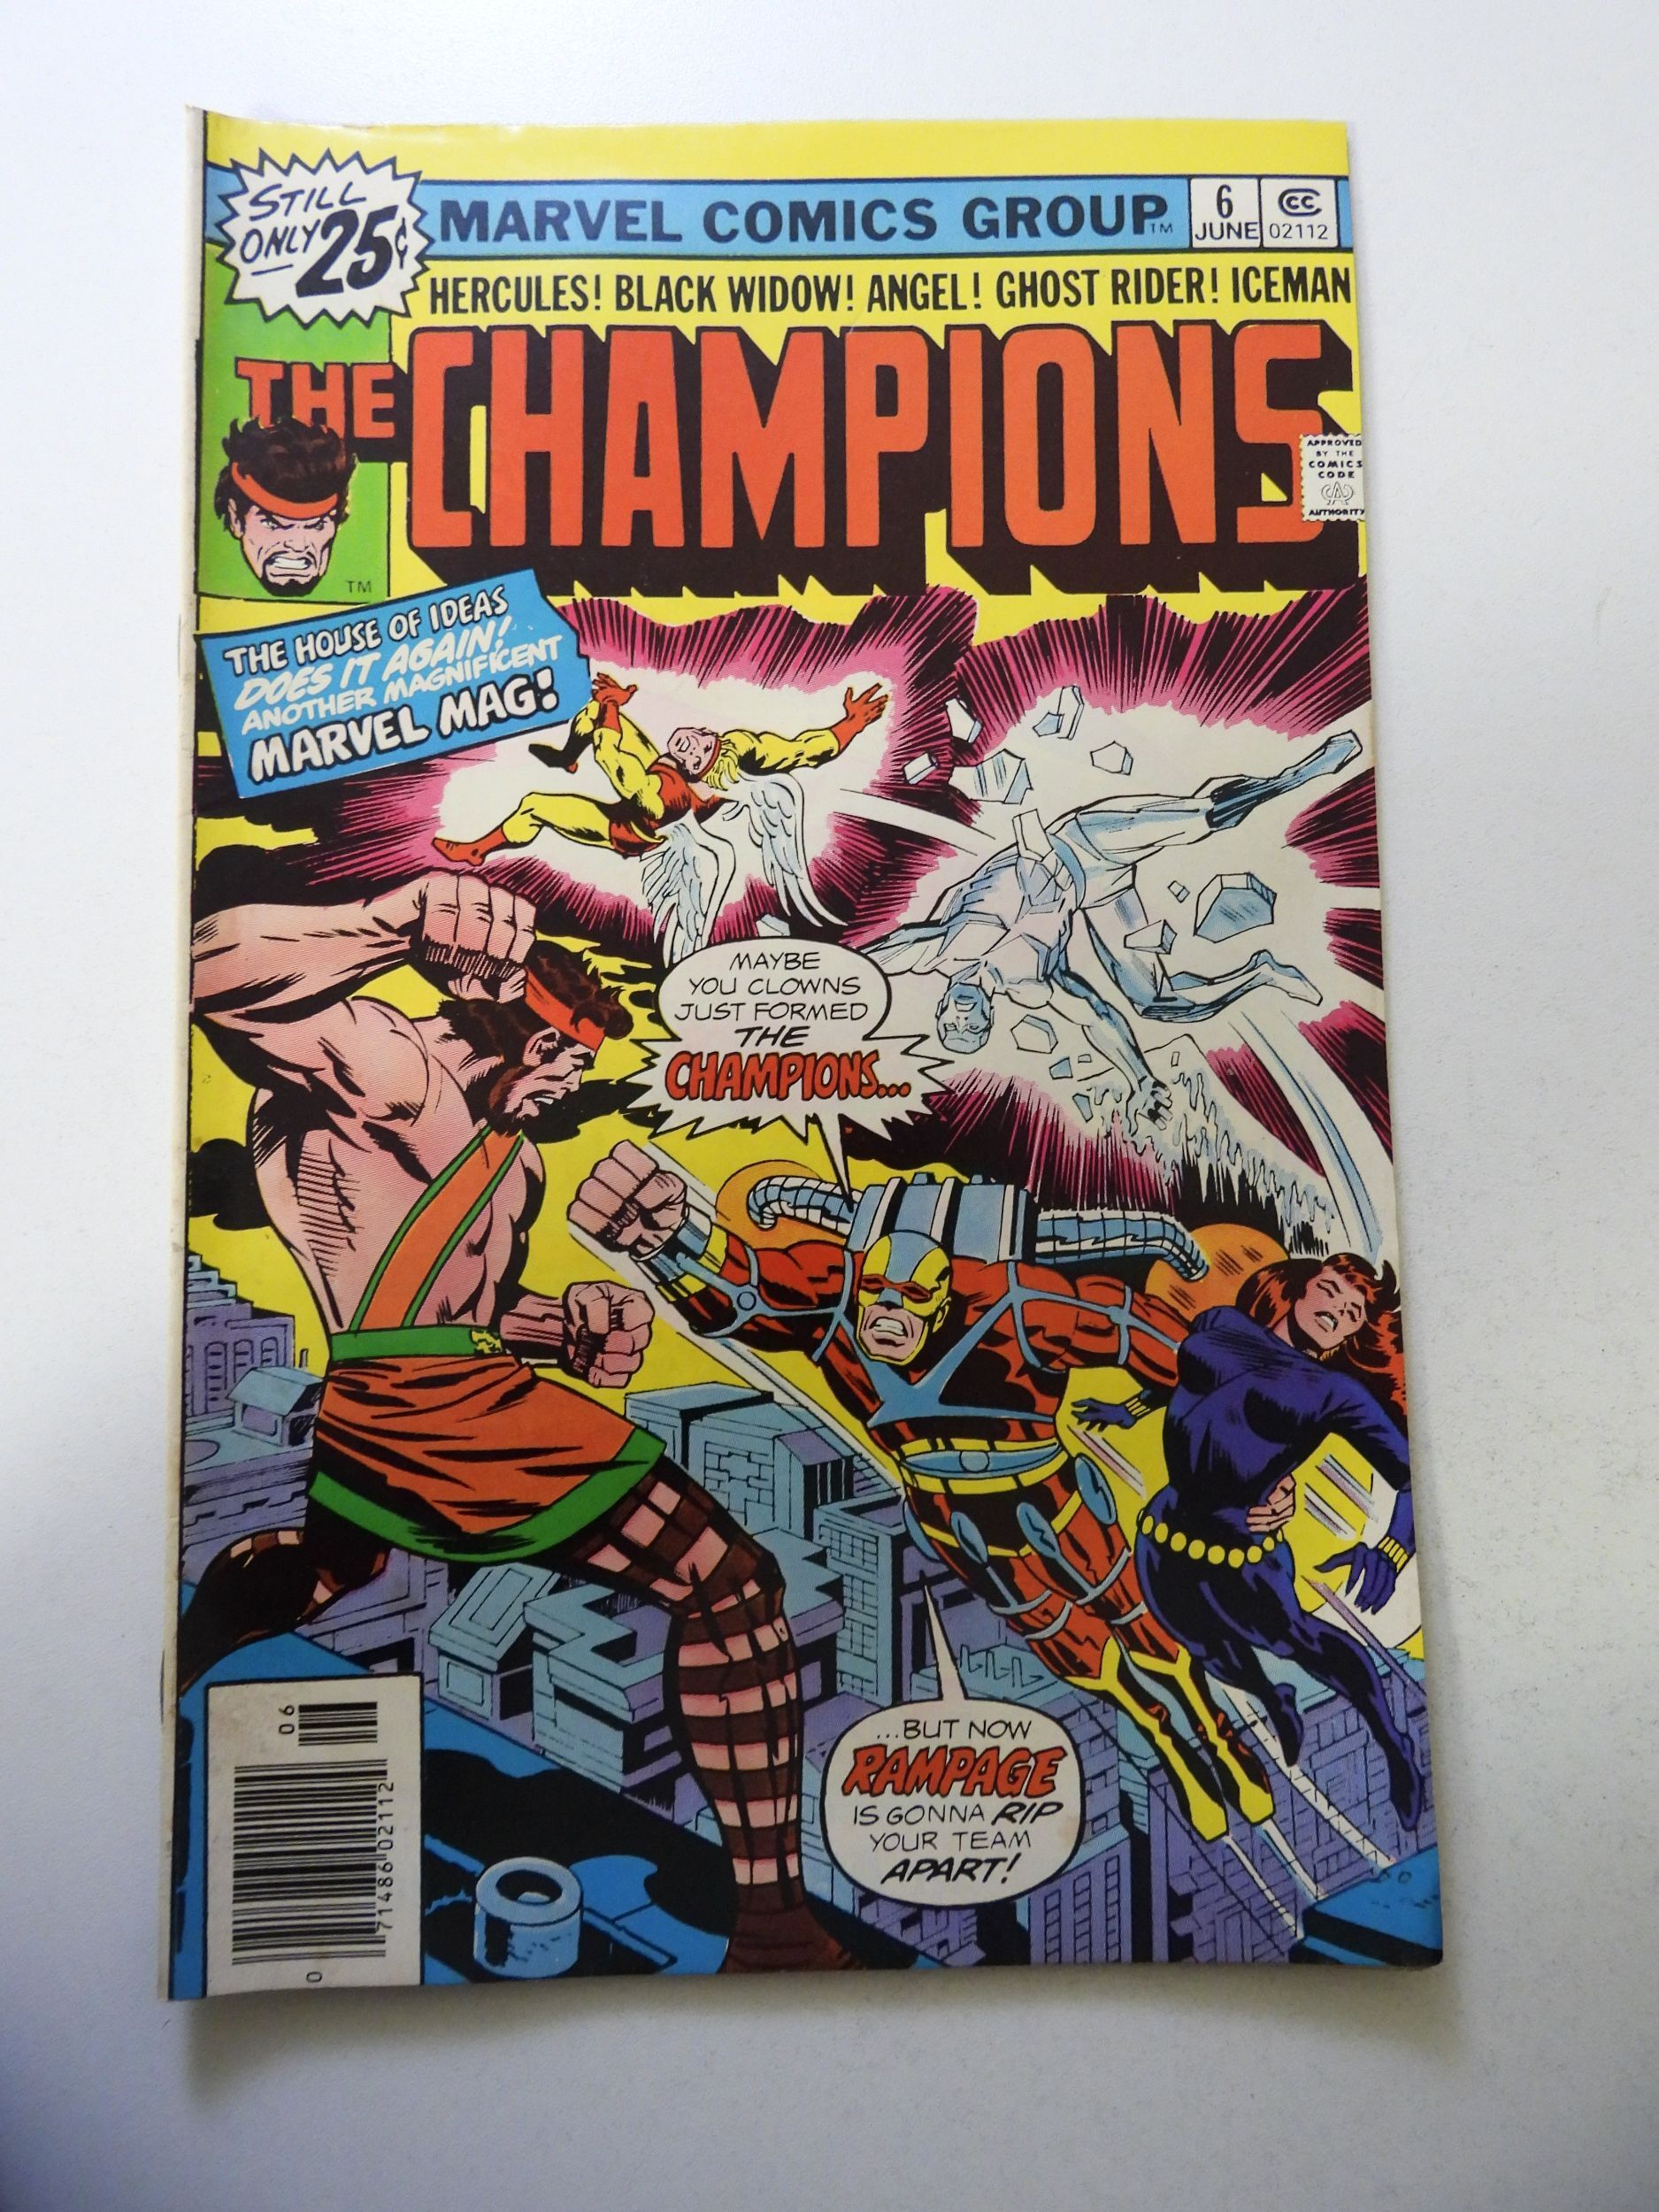 STILL
ONLY 25¢
MARVEL COMICS GROUP™
6
JUNE
CC
02112
HERCULES! BLACK WIDOW! ANGEL! GHOST RIDER! ICEMAN
THE CHAMPIONS
APPROVED
BY THE
COMICS
CODE
CA
AUTHORITY
TM
THE HOUSE OF IDEAS
DOES IT AGAIN!
ANOTHER MAGNIFICENT
MARVEL MAG!
MAYBE
YOU CLOWNS
JUST FORMED
THE
CHAMPIONS...
...BUT NOW
RAMPAGE
IS GONNA RIP
YOUR TEAM
APART!
06
71486 02112
0